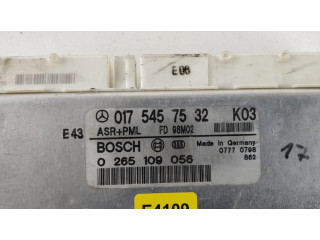 E06
017 545 75 32 K03
E43
ASR+PML FD 98M02
BOSCH Made in Germany
0 265 109 056 0777 0798
862
17
E4109